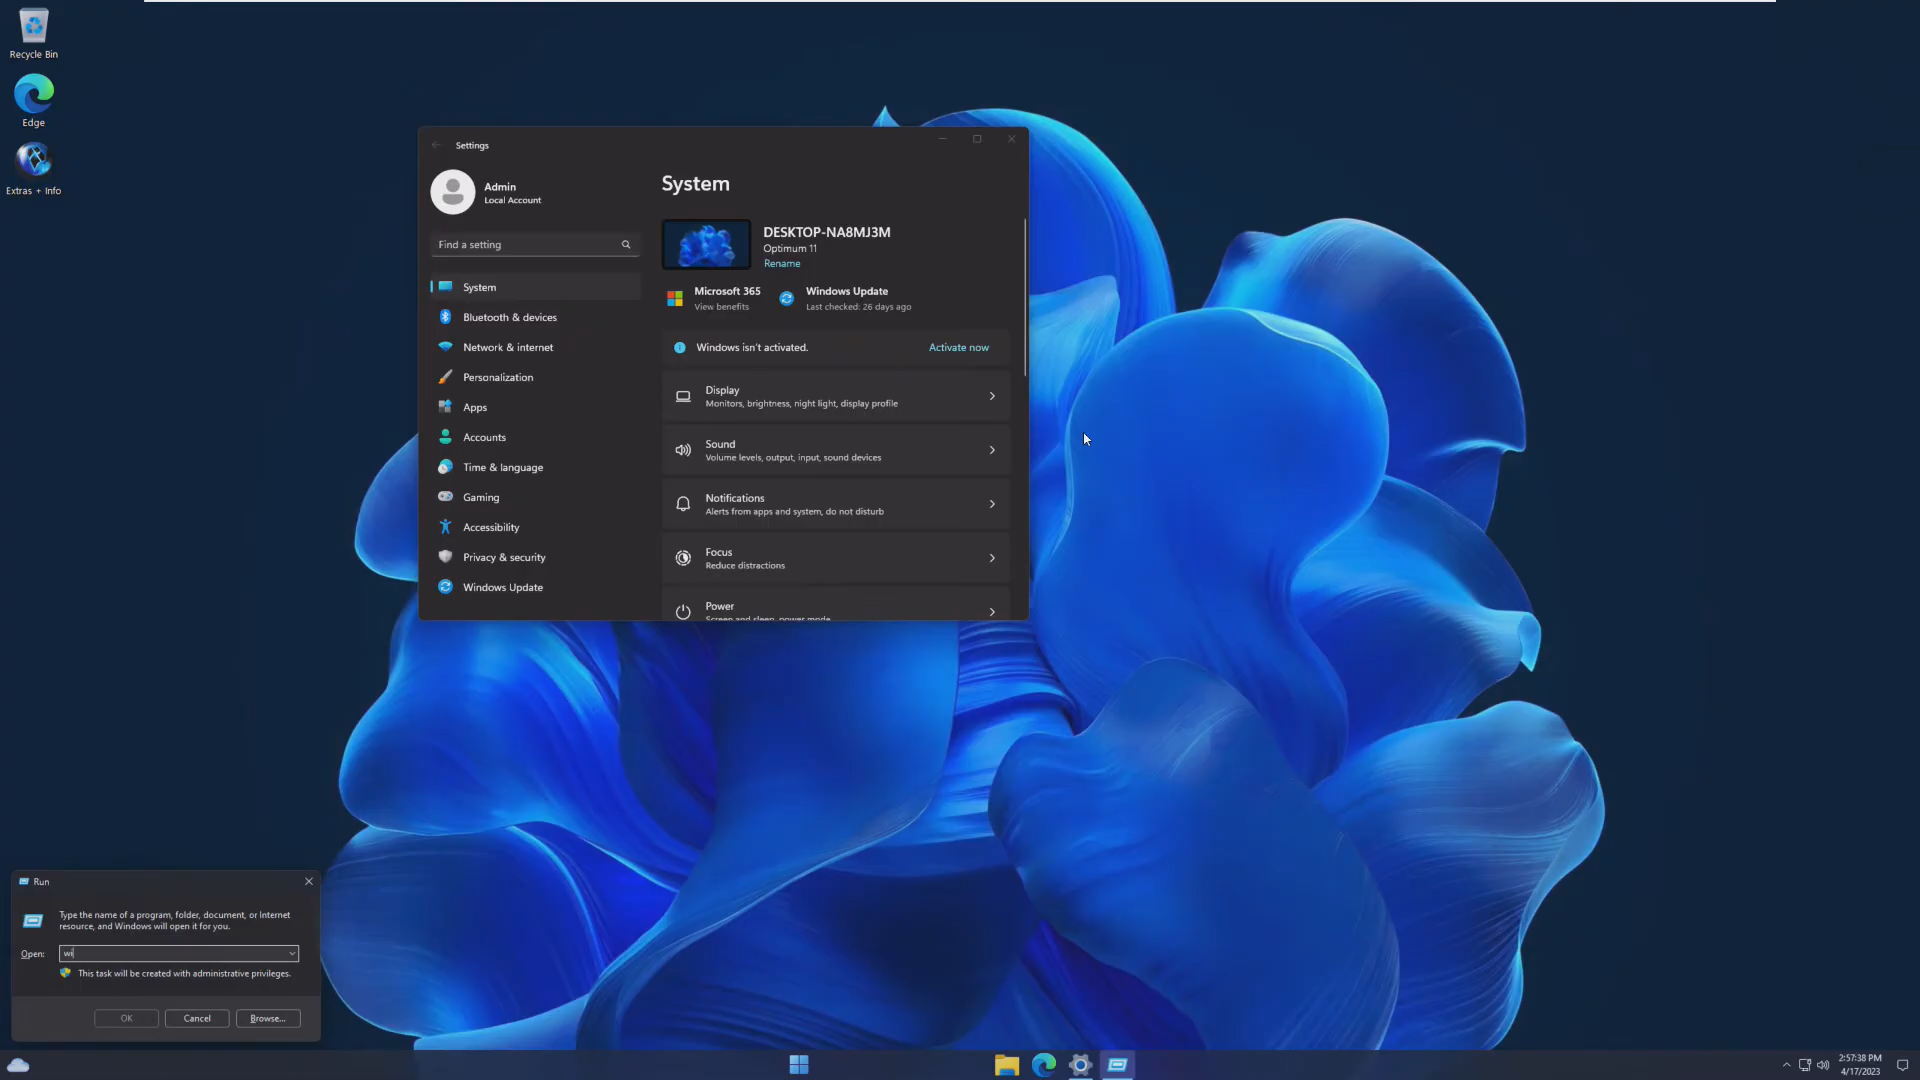 Recycle Bin
Edge
Extras + Info
Settings
Admin
Local Account
Find a setting
System
Bluetooth & devices
Network & internet
Personalization
Apps
Accounts
Time & language
Gaming
Accessibility
Privacy & security
Windows Update
System
DESKTOP-NA8MJ3M
Optimum 11
Rename
Microsoft 365
View benefits
Windows Update
Last checked: 26 days ago
Windows isn't activated.
Activate now
Display
Monitors, brightness, night light, display profile
Sound
Volume levels, output, input, sound devices
Notifications
Alerts from apps and system, do not disturb
Focus
Reduce distractions
Power
Screen and sleep, power mode
Run
Type the name of a program, folder, document, or Internet
resource, and Windows will open it for you.
Open:
wi
This task will be created with administrative privileges.
OK
Cancel
Browse...
2:57:38 PM
4/17/2023